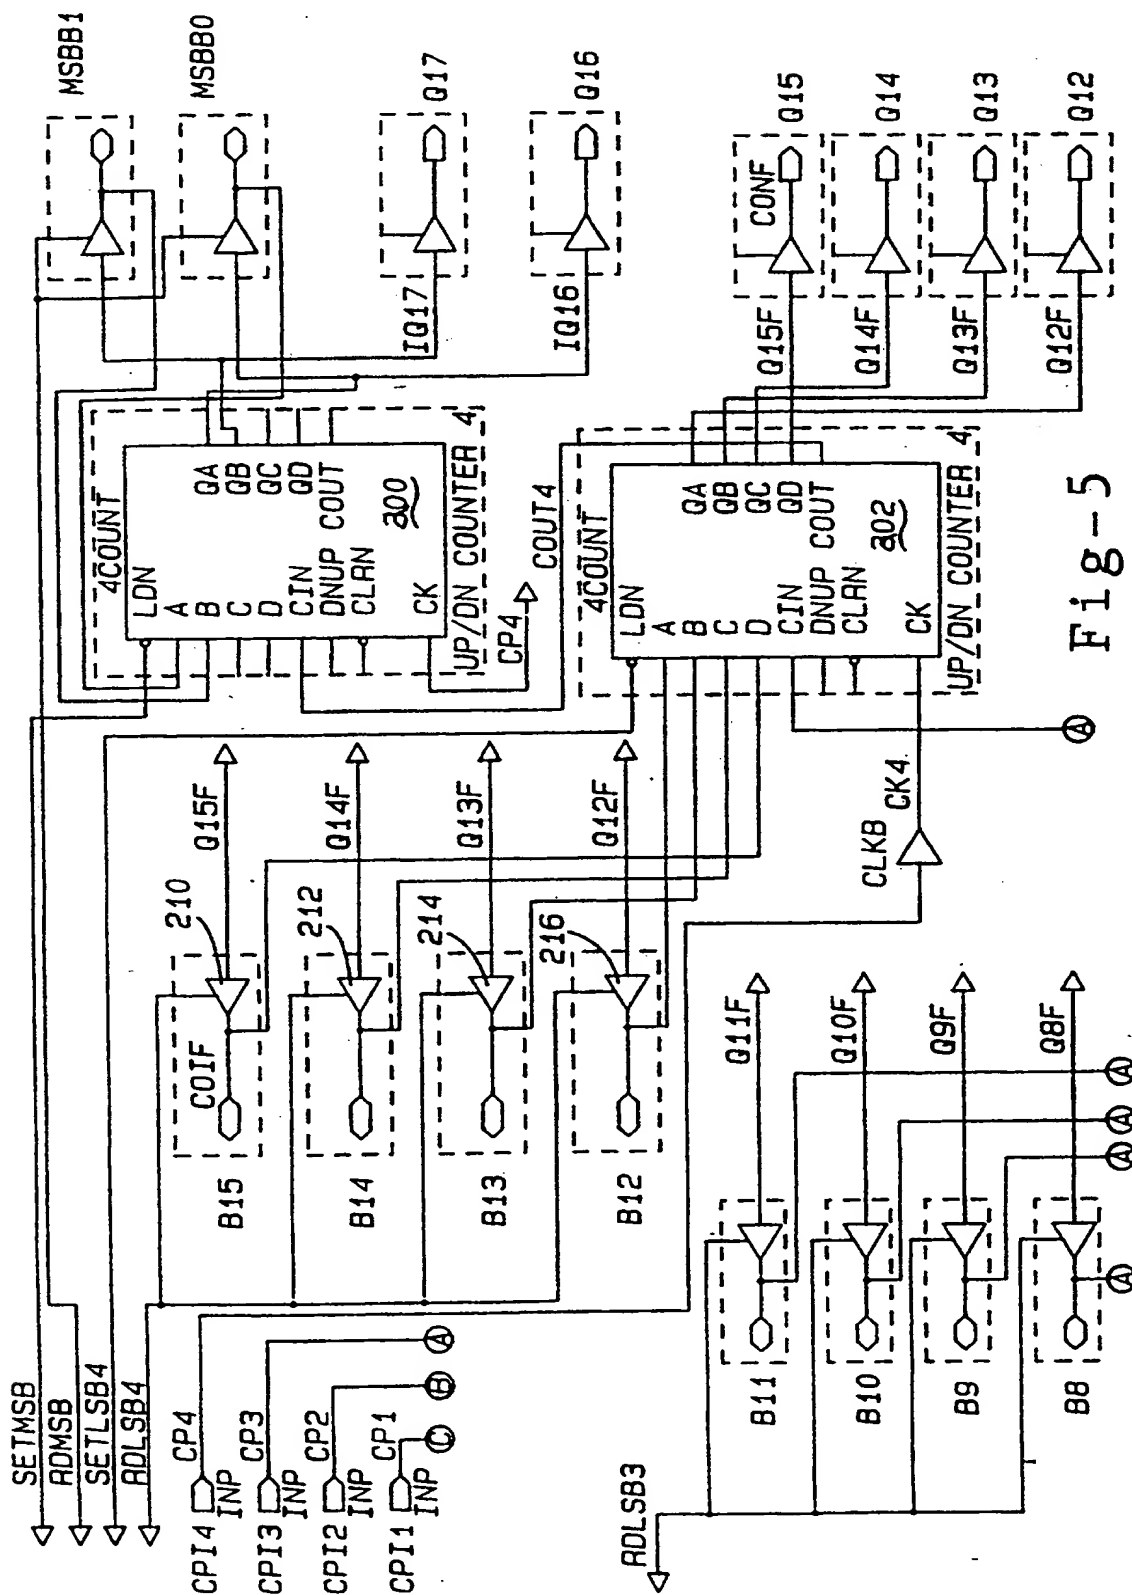 SETMSB
RDMSB
SETLSB4
RDLSB4
CPI4
INP
CP4
CPI3
INP
CP3
CPI2
INP
CP2
CPI1
INP
CP1
A
B
C
B15
COIF
210
Q15F
B14
212
Q14F
B13
214
Q13F
B12
216
Q12F
4COUNT
LDN
A
B
C
D
CIN
DNUP
CLRN
CK
QA
QB
QC
QD
COUT
200
UP/DN COUNTER
4
CP4
COUT4
MSBB1
MSBB0
IQ17
Q17
IQ16
Q16
4COUNT
LDN
A
B
C
D
CIN
DNUP
CLRN
CK
QA
QB
QC
QD
COUT
202
UP/DN COUNTER
4
CLKB
CK4
A
Q15F
CONF
Q15
Q14F
Q14
Q13F
Q13
Q12F
Q12
RDLSB3
B11
Q11F
B10
Q10F
B9
Q9F
B8
Q8F
A
A
A
A
Fig-5